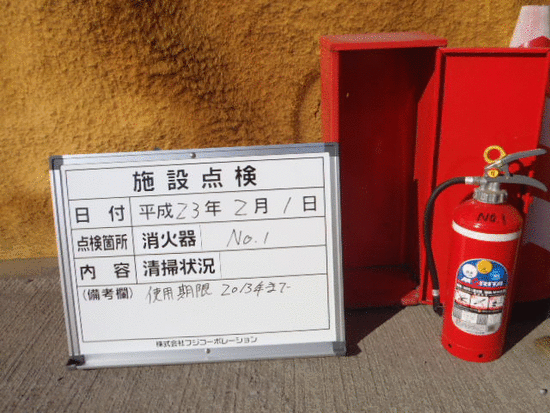 施設点検
日付 平成23年 2月 1日
点検箇所 消火器 No.1
内容 清掃状況
(備考欄) 使用期限 2013年まで
株式会社フジコーポレーション
NO.1